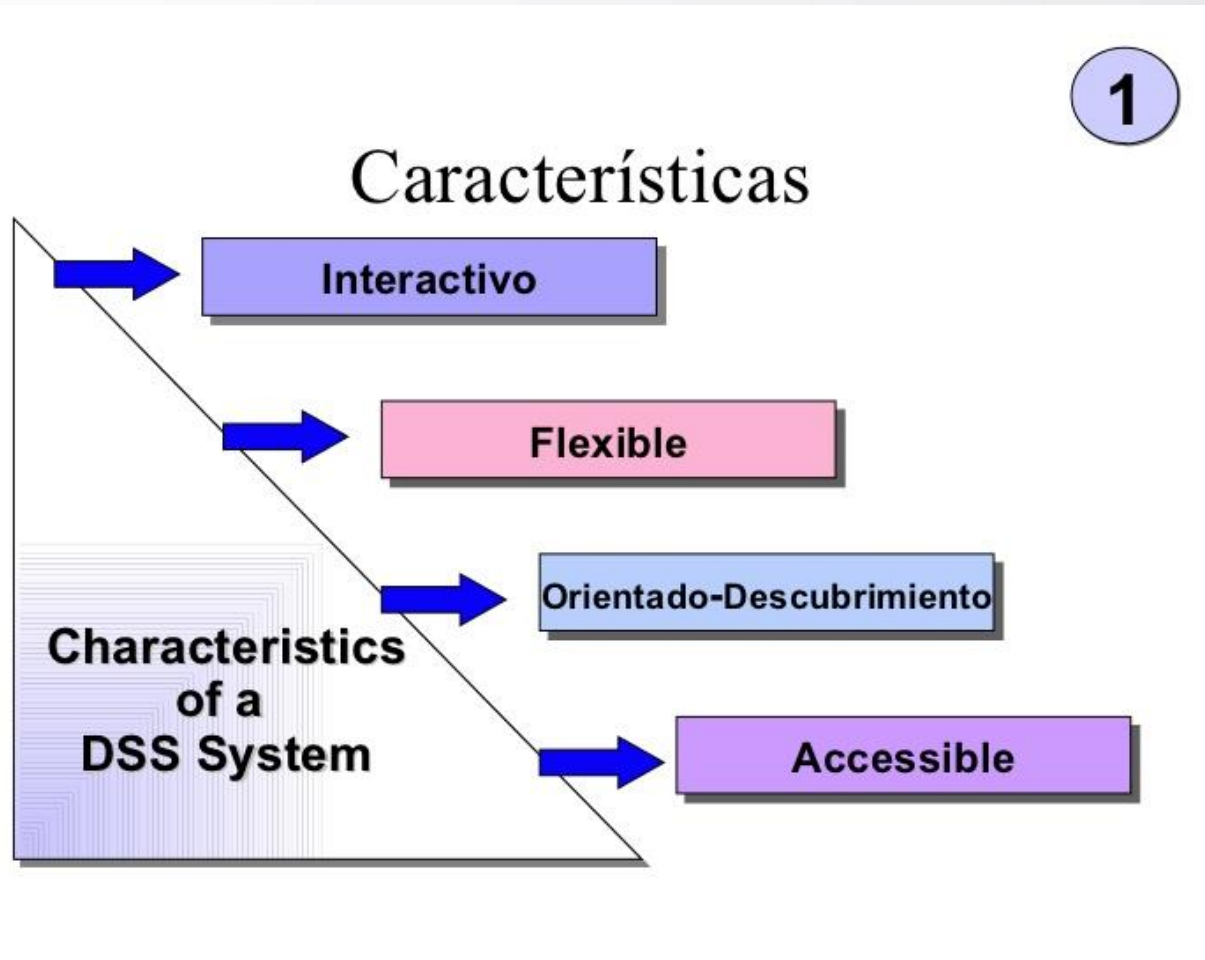 1
Características
Interactivo
Flexible
Orientado-Descubrimiento
Characteristics
of a
DSS System
Accessible